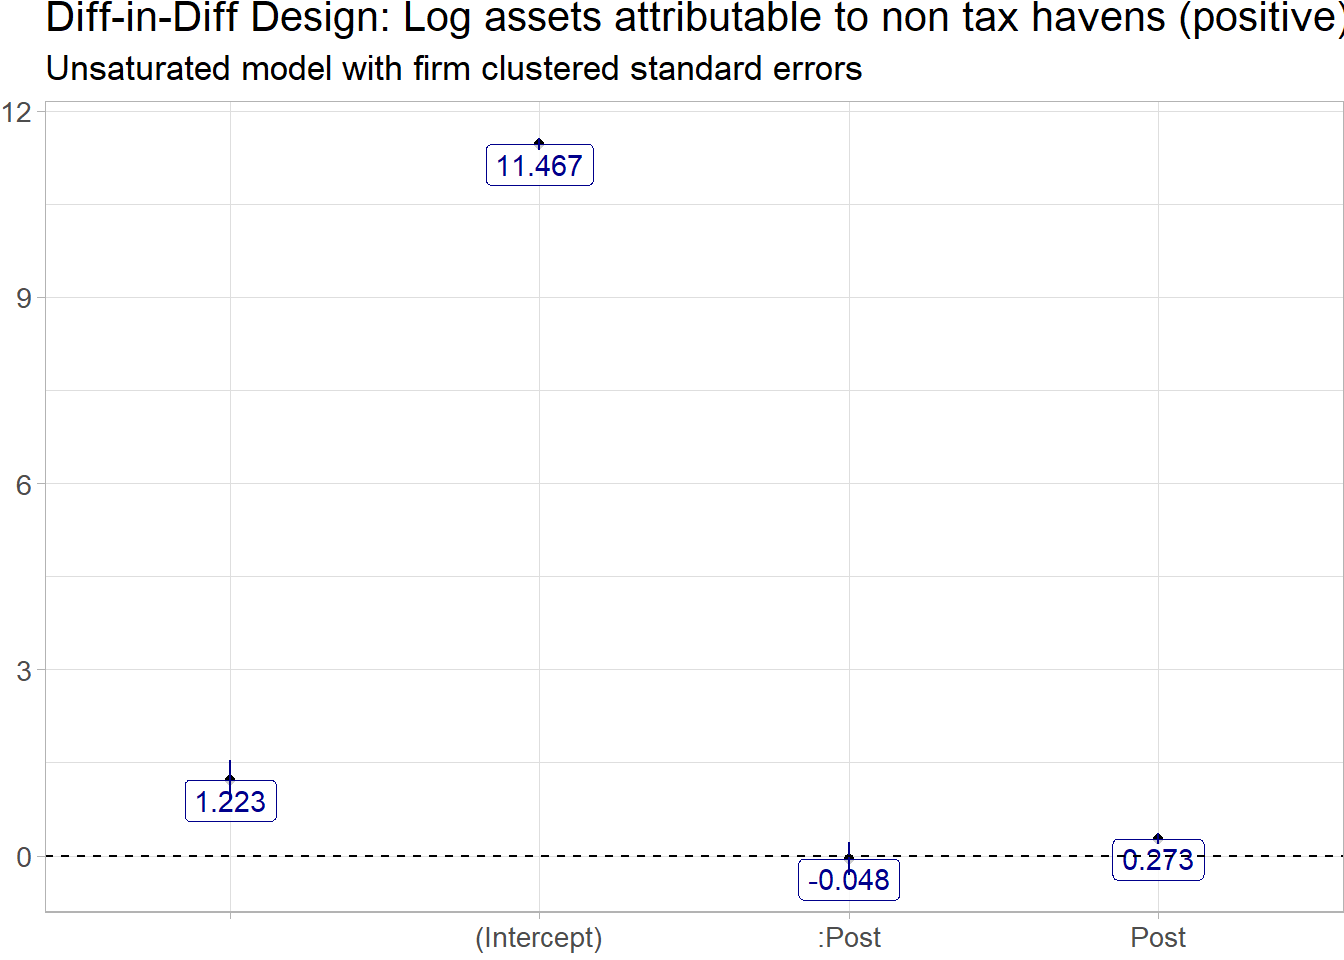 Diff-in-Diff Design: Log assets attributable to non tax havens (positive)
Unsaturated model with firm clustered standard errors
12
11.467
9
6
3
1.223
0
-0.048
0.273
(Intercept)
:Post
Post